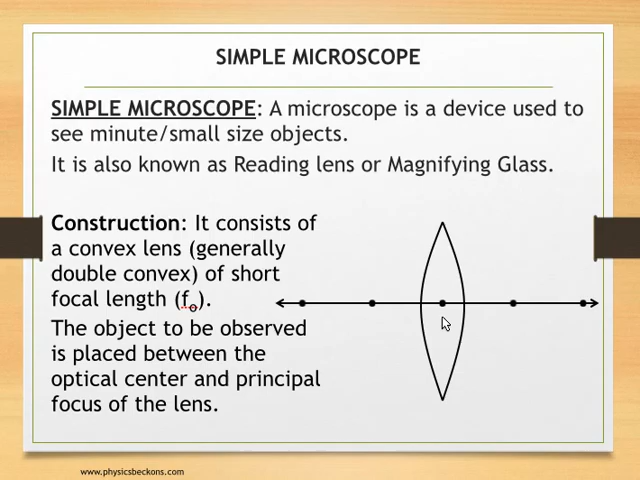 SIMPLE MICROSCOPE
SIMPLE MICROSCOPE: A microscope is a device used to
see minute/small size objects.
It is also known as Reading lens or Magnifying Glass.
Construction: It consists of
a convex lens (generally
double convex) of short
focal length (fₒ).
The object to be observed
is placed between the
optical center and principal
focus of the lens.
www.physicsbeckons.com